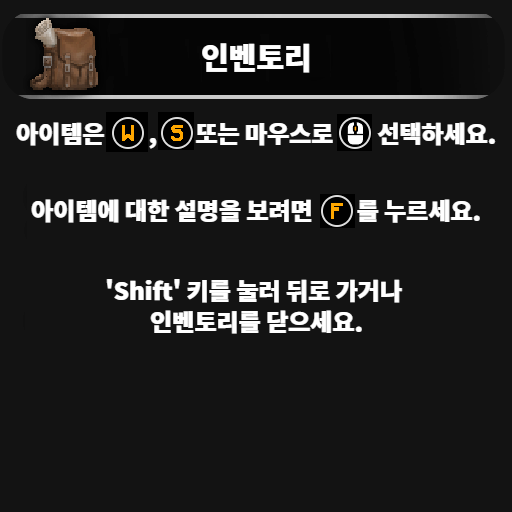 인벤토리
아이템은 W, S 또는 마우스로 선택하세요.
아이템에 대한 설명을 보려면 F를 누르세요.
'Shift' 키를 눌러 뒤로 가거나
인벤토리를 닫으세요.